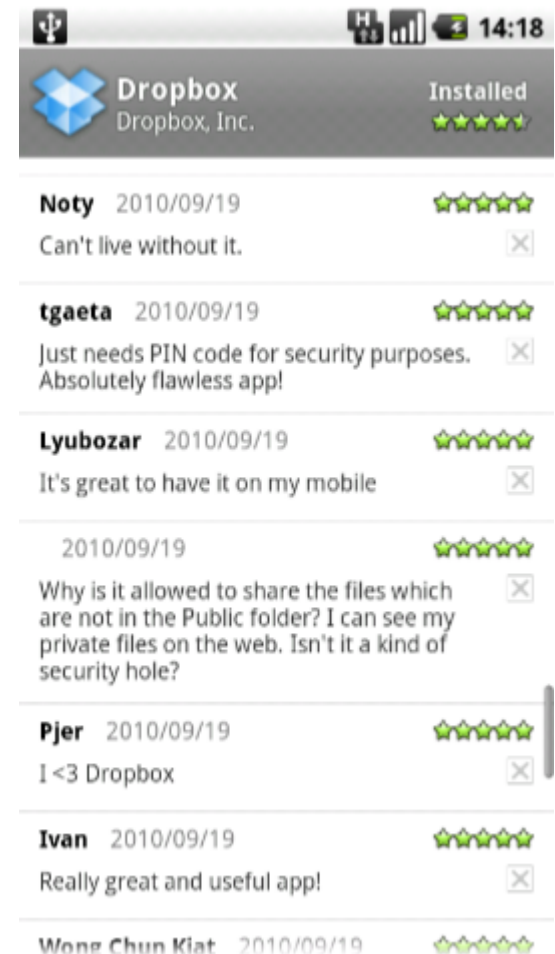 H 14:18
Dropbox Installed
Dropbox, Inc.
Noty 2010/09/19
Can't live without it.
tgaeta 2010/09/19
Just needs PIN code for security purposes.
Absolutely flawless app!
Lyubozar 2010/09/19
It's great to have it on my mobile
2010/09/19
Why is it allowed to share the files which
are not in the Public folder? I can see my
private files on the web. Isn't it a kind of
security hole?
Pjer 2010/09/19
I <3 Dropbox
Ivan 2010/09/19
Really great and useful app!
Wong Chun Kiat 2010/09/19